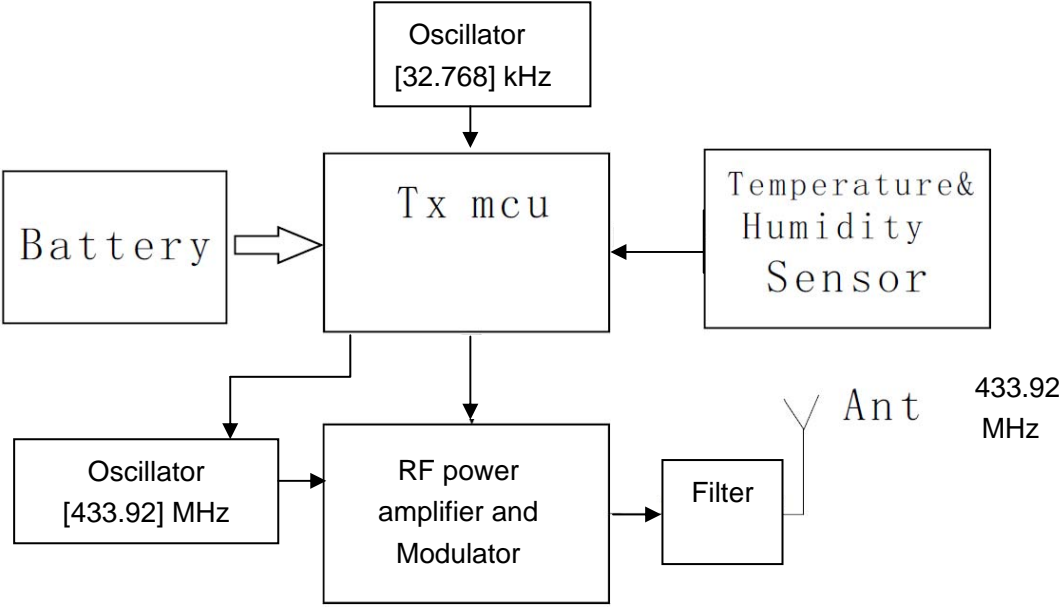 Oscillator
[32.768] kHz
Battery
Tx mcu
Temperature&
Humidity
Sensor
Ant
433.92
MHz
Oscillator
[433.92] MHz
RF power
amplifier and
Modulator
Filter